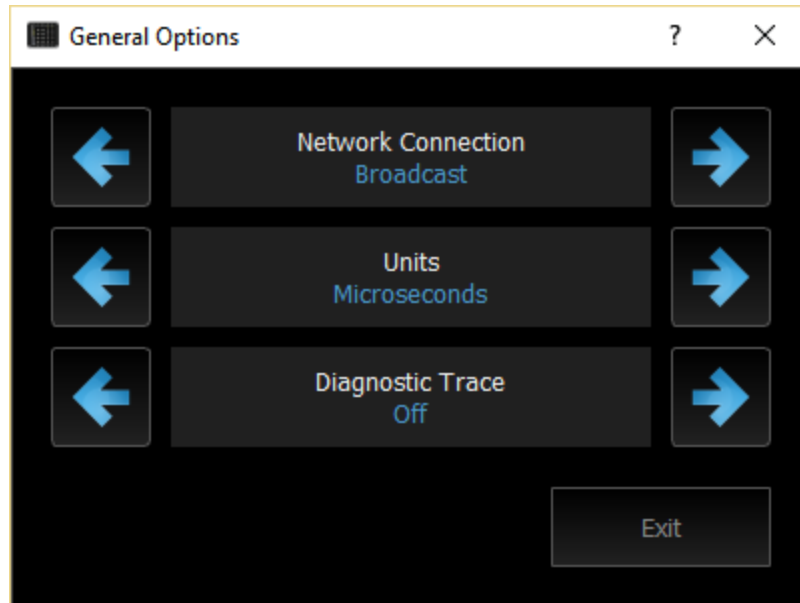 General Options
?
Network Connection
Broadcast
Units
Microseconds
Diagnostic Trace
Off
Exit